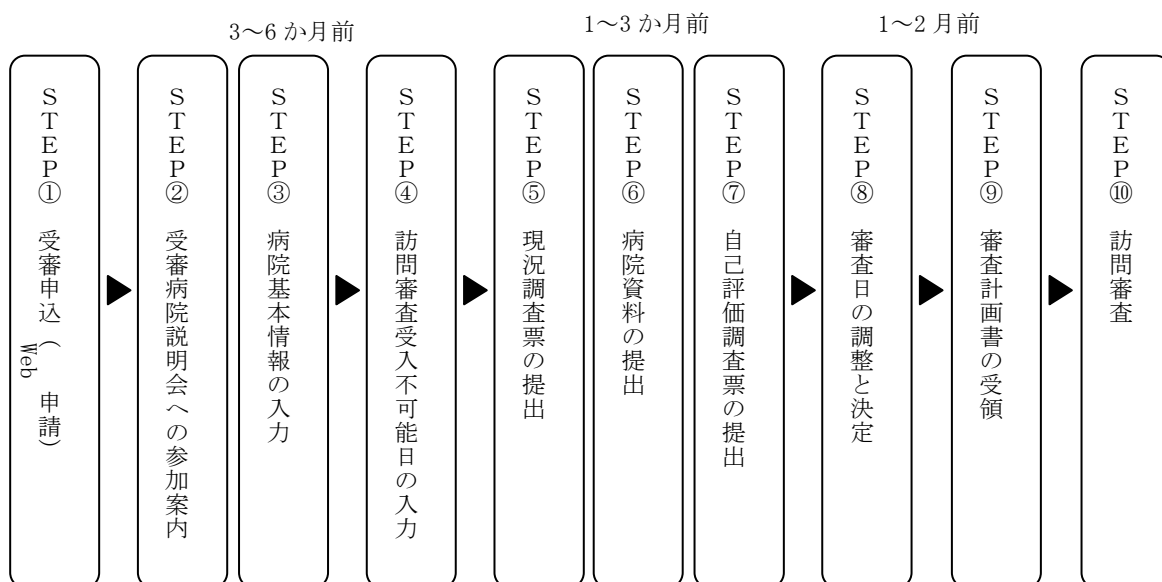 3～6 か月前
1～3 か月前
1～2 月前
STEP① 受審申込(Web 申請)
STEP② 受審病院説明会への参加案内
STEP③ 病院基本情報の入力
STEP④ 訪問審査受入不可能日の入力
STEP⑤ 現況調査票の提出
STEP⑥ 病院資料の提出
STEP⑦ 自己評価調査票の提出
STEP⑧ 審査日の調整と決定
STEP⑨ 審査計画書の受領
STEP⑩ 訪問審査